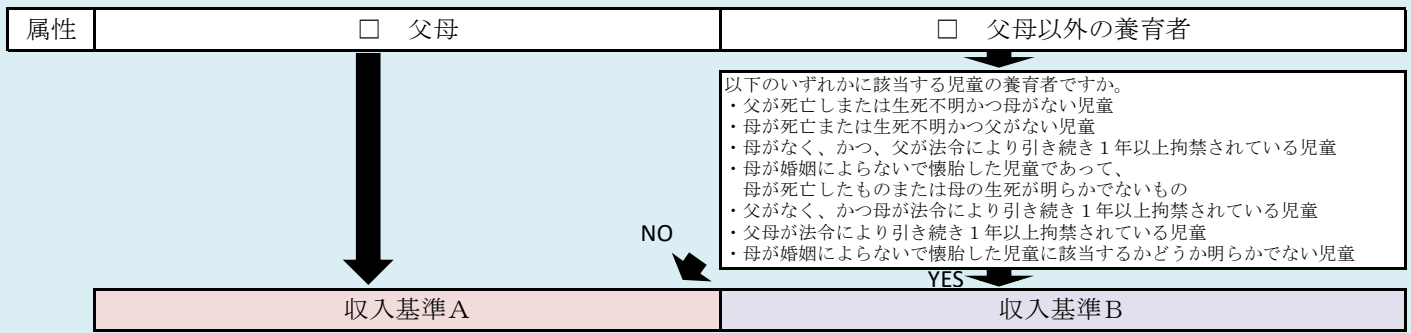 属性
□ 父母
□ 父母以外の養育者
以下のいずれかに該当する児童の養育者ですか。
・父が死亡しまたは生死不明かつ母がない児童
・母が死亡または生死不明かつ父がない児童
・母がなく、かつ、父が法令により引き続き１年以上拘禁されている児童
・母が婚姻によらないで懐胎した児童であって、
母が死亡したものまたは母の生死が明らかでないもの
・父がなく、かつ母が法令により引き続き１年以上拘禁されている児童
・父母が法令により引き続き１年以上拘禁されている児童
・母が婚姻によらないで懐胎した児童に該当するかどうか明らかでない児童
NO
YES
収入基準Ａ
収入基準Ｂ